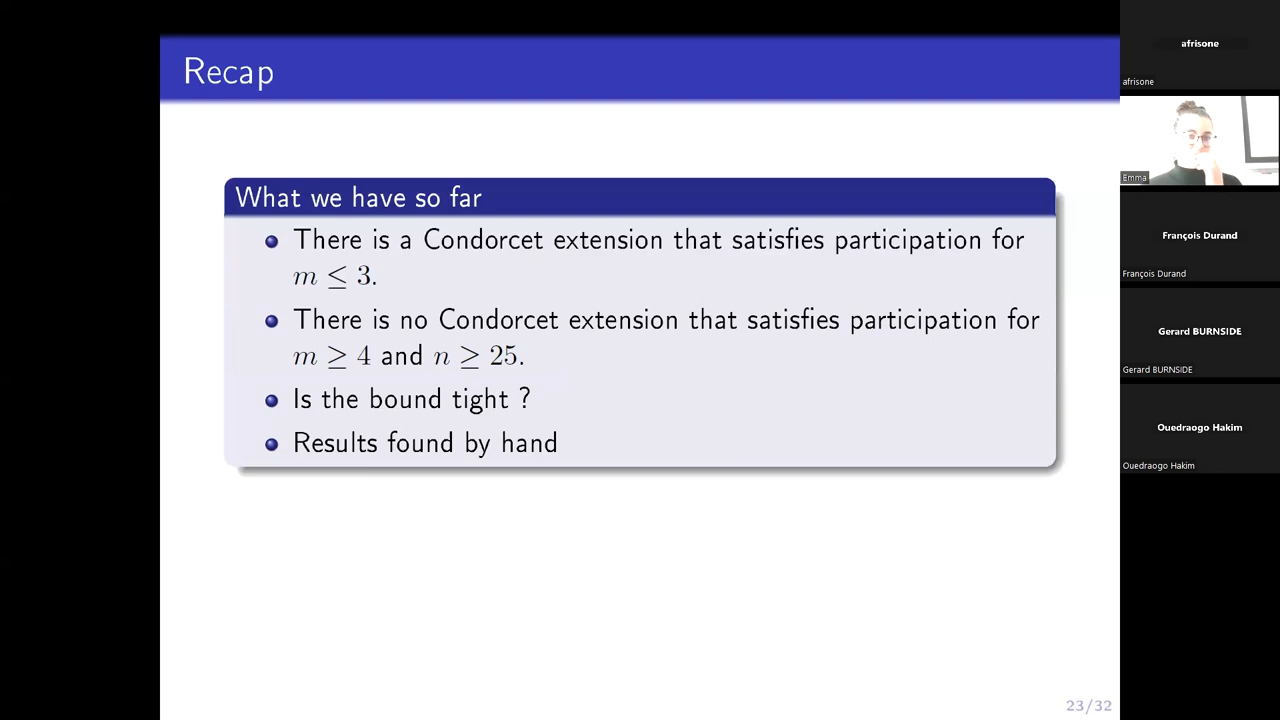 Recap
What we have so far
There is a Condorcet extension that satisfies participation for
m ≤ 3.
There is no Condorcet extension that satisfies participation for
m ≥ 4 and n ≥ 25.
Is the bound tight ?
Results found by hand
23/32
afrisone
afrisone
Emma
François Durand
François Durand
Gerard BURNSIDE
Gerard BURNSIDE
Ouedraogo Hakim
Ouedraogo Hakim